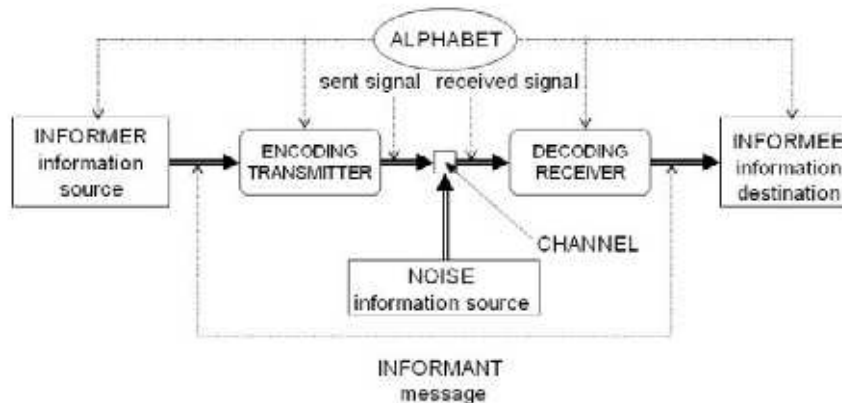 ALPHABET
sent signal received signal
INFORMER
information
source
ENCODING
TRANSMITTER
DECODING
RECEIVER
INFORMEE
information
destination
CHANNEL
NOISE
information source
INFORMANT
message